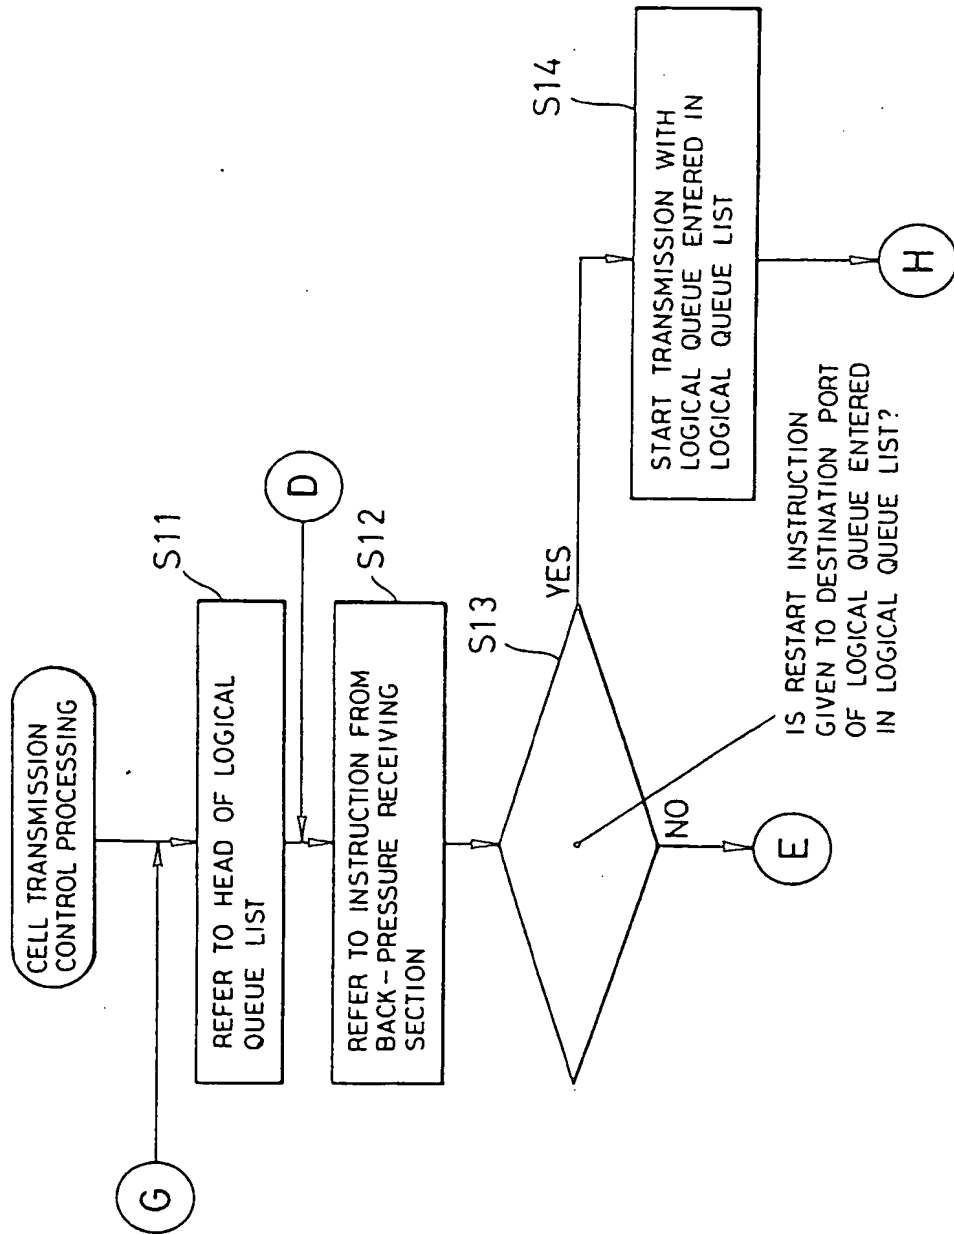 CELL TRANSMISSION
CONTROL PROCESSING
G
S11
REFER TO HEAD OF LOGICAL
QUEUE LIST
D
S12
REFER TO INSTRUCTION FROM
BACK-PRESSURE RECEIVING
SECTION
S13
YES
NO
IS RESTART INSTRUCTION
GIVEN TO DESTINATION PORT
OF LOGICAL QUEUE ENTERED
IN LOGICAL QUEUE LIST?
E
S14
START TRANSMISSION WITH
LOGICAL QUEUE ENTERED IN
LOGICAL QUEUE LIST
H